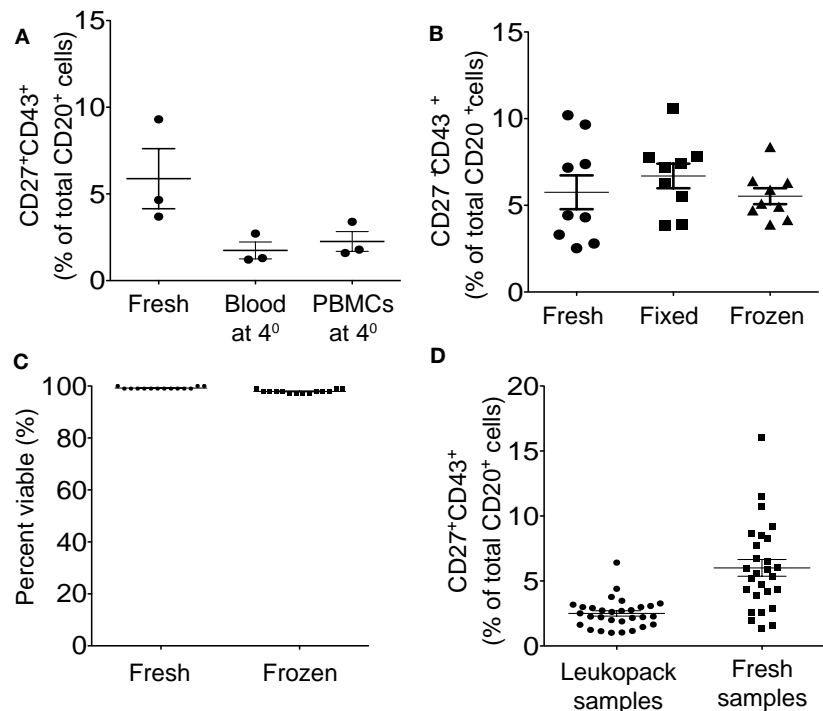 A
CD27+CD43+
(% of total CD20+ cells)
15
10
5
0
Fresh
Blood
at 4⁰
PBMCs
at 4⁰
B
CD27 +CD43 +
(% of total CD20 +cells)
15
10
5
0
Fresh
Fixed
Frozen
C
Percent viable (%)
100
80
60
40
20
0
Fresh
Frozen
D
CD27+CD43+
(% of total CD20+ cells)
20
15
10
5
0
Leukopack
samples
Fresh
samples